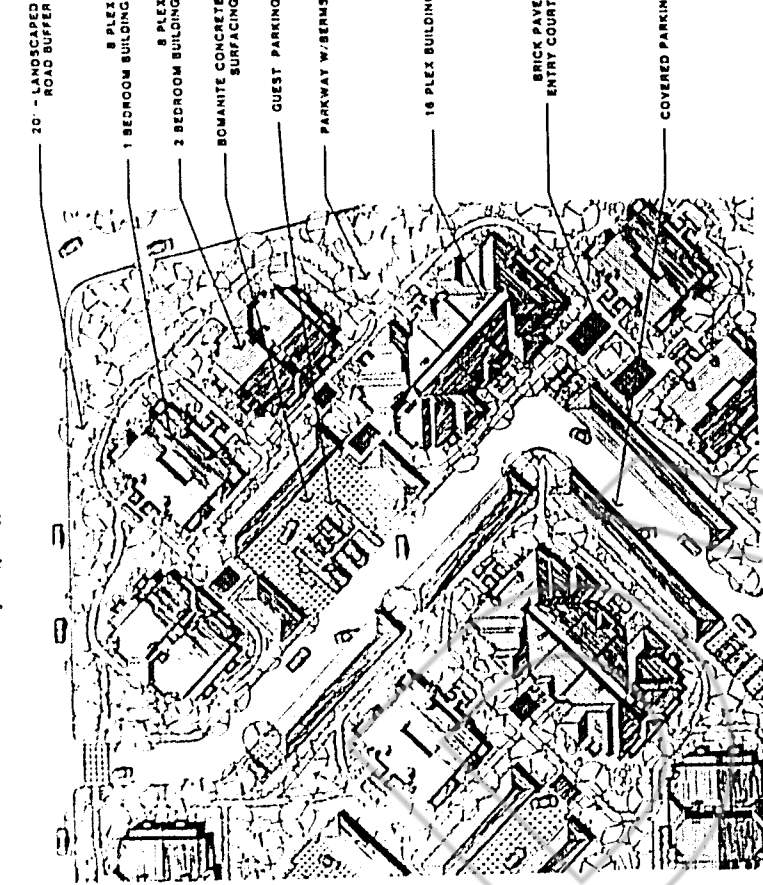 20' - LANDSCAPED
ROAD BUFFER
8 PLEX
1 BEDROOM BUILDING
8 PLEX
2 BEDROOM BUILDING
BOMANITE CONCRETE
SURFACING
GUEST PARKING
PARKWAY W/BERMS
16 PLEX BUILDING
BRICK PAVE
ENTRY COURT
COVERED PARKIN